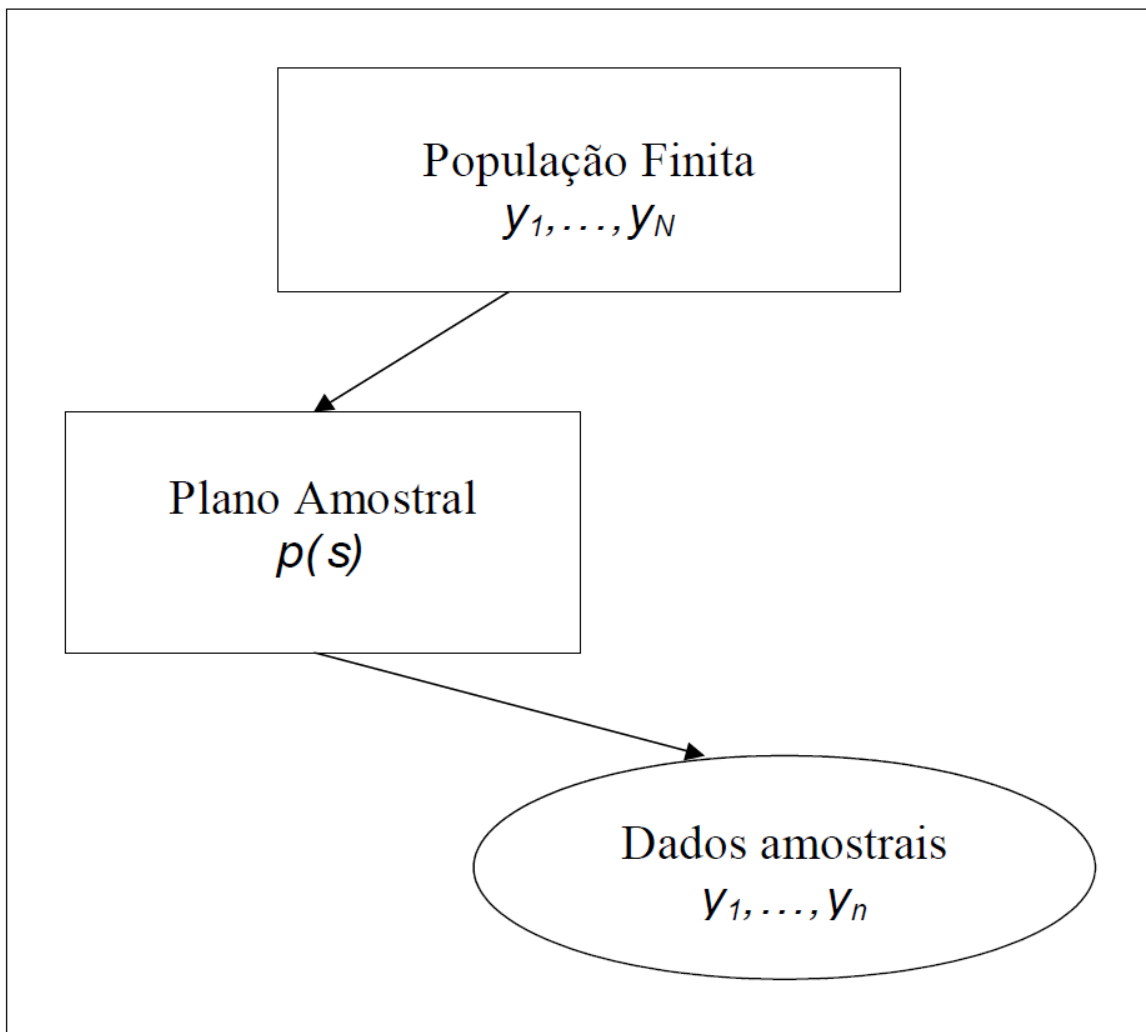 População Finita
y1,...,yN
Plano Amostral
p(s)
Dados amostrais
y1,...,yn